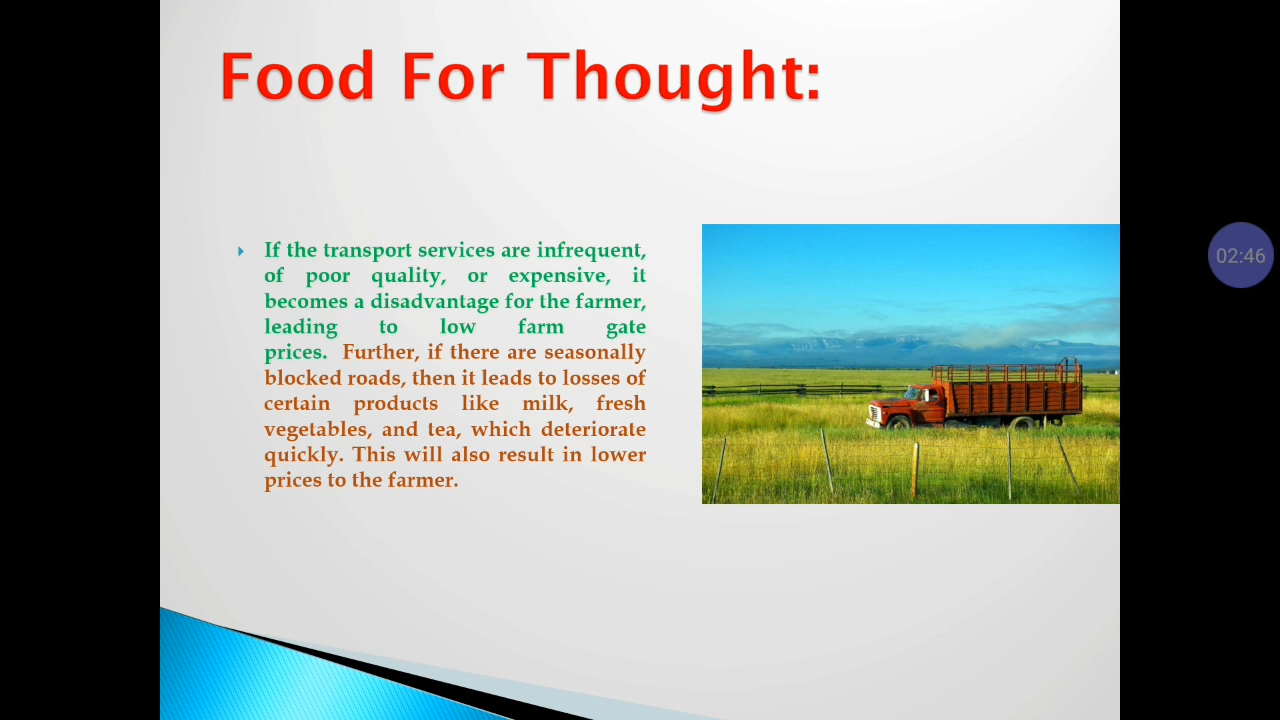 Food For Thought:
If the transport services are infrequent,
of poor quality, or expensive, it
becomes a disadvantage for the farmer,
leading to low farm gate
prices. Further, if there are seasonally
blocked roads, then it leads to losses of
certain products like milk, fresh
vegetables, and tea, which deteriorate
quickly. This will also result in lower
prices to the farmer.
02:46